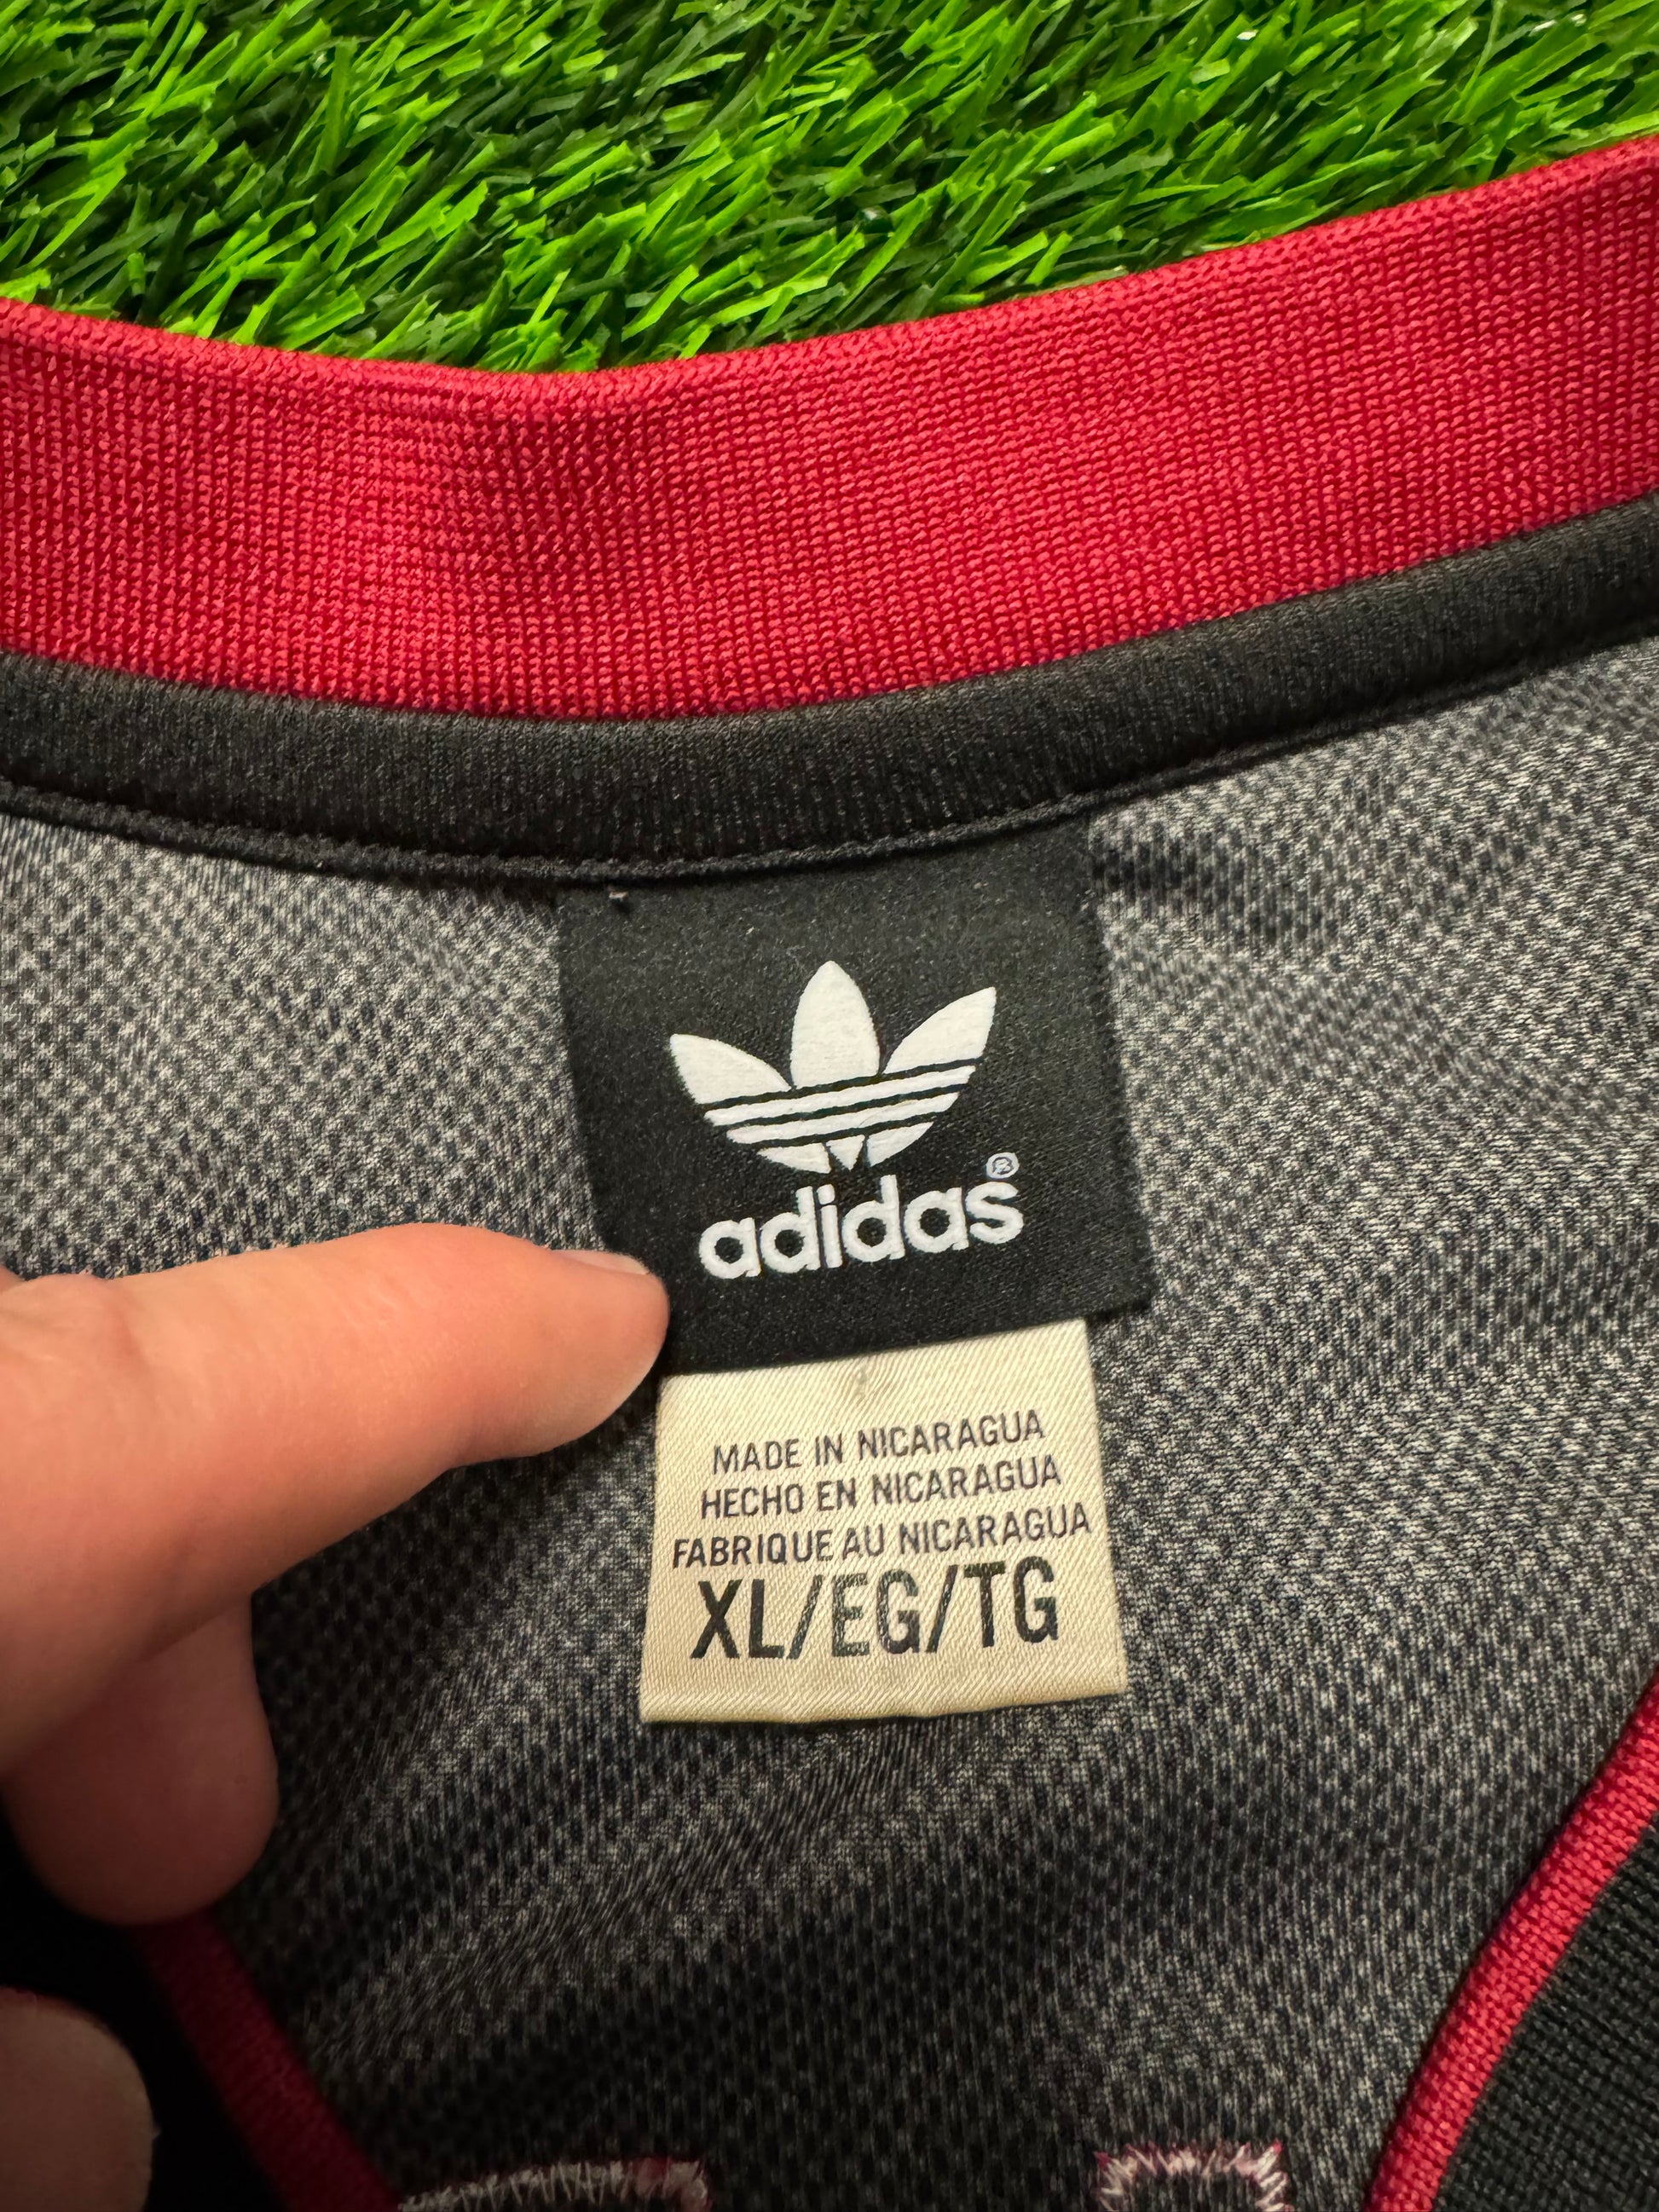 adidas®
MADE IN NICARAGUA
HECHO EN NICARAGUA
FABRIQUE AU NICARAGUA
XL/EG/TG